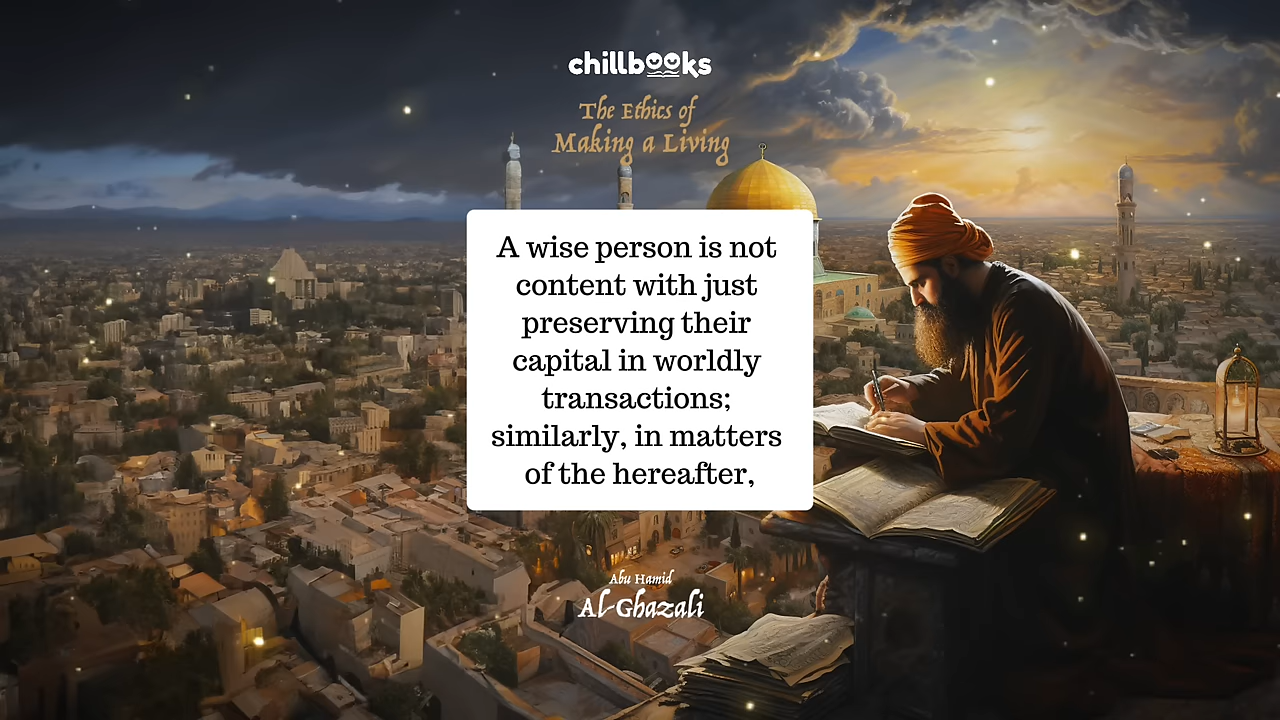 chillbooks
The Ethics of
Making a Living
A wise person is not
content with just
preserving their
capital in worldly
transactions;
similarly, in matters
of the hereafter,
Abu Hamid
Al-Ghazali